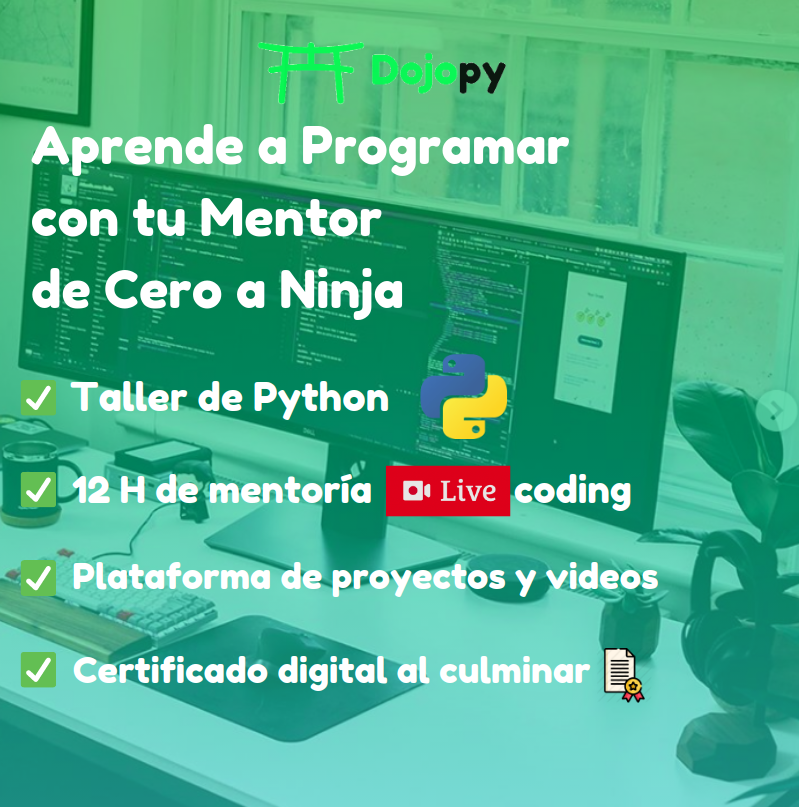 Dojopy
Aprende a Programar
con tu Mentor
de Cero a Ninja
Taller de Python
12 H de mentoría Live coding
Plataforma de proyectos y videos
Certificado digital al culminar